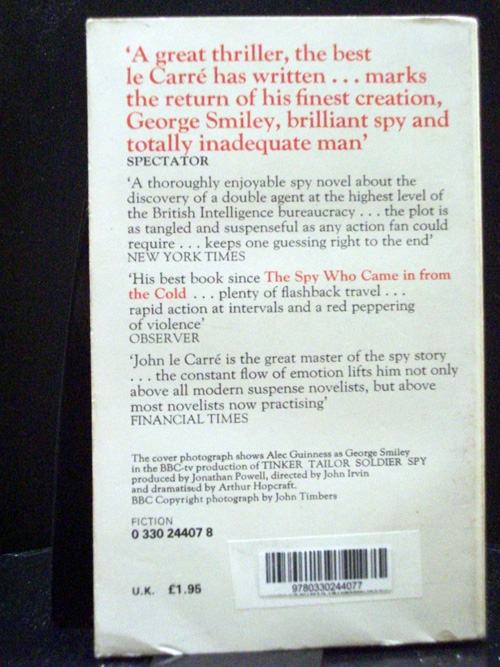 ‘A great thriller, the best
le Carré has written . . . marks
the return of his finest creation,
George Smiley, brilliant spy and
totally inadequate man’
SPECTATOR
‘A thoroughly enjoyable spy novel about the
discovery of a double agent at the highest level of
the British Intelligence bureaucracy . . . the plot is
as tangled and suspenseful as any action fan could
require . . . keeps one guessing right to the end’
NEW YORK TIMES
‘His best book since The Spy Who Came in from
the Cold . . . plenty of flashback travel . . .
rapid action at intervals and a red peppering
of violence’
OBSERVER
‘John le Carré is the great master of the spy story
. . . the constant flow of emotion lifts him not only
above all modern suspense novelists, but above
most novelists now practising’
FINANCIAL TIMES
The cover photograph shows Alec Guinness as George Smiley
in the BBC-tv production of TINKER TAILOR SOLDIER SPY
produced by Jonathan Powell, directed by John Irvin
and dramatised by Arthur Hopcraft.
BBC Copyright photograph by John Timbers
FICTION
0 330 24407 8
9780330244077
U.K. £1.95